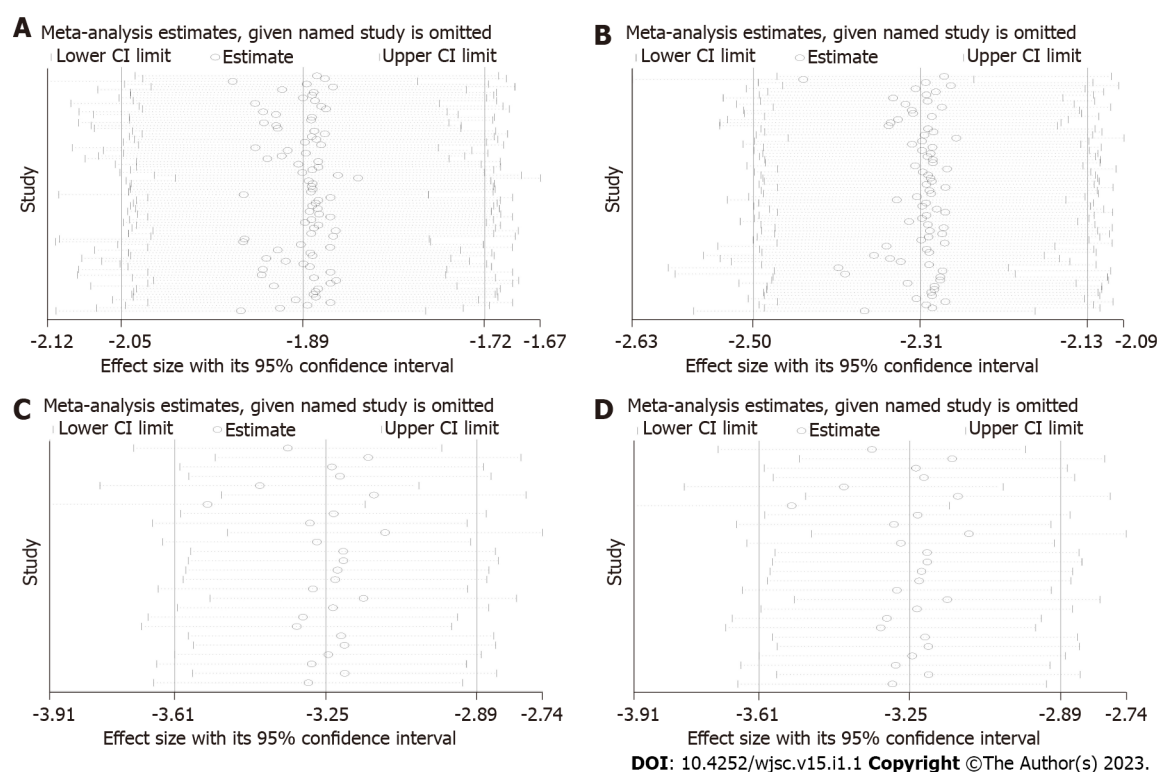 A Meta-analysis estimates, given named study is omitted
Lower CI limit Estimate Upper CI limit
Study
-2.12 -2.05 -1.89 -1.72 -1.67
Effect size with its 95% confidence interval
B Meta-analysis estimates, given named study is omitted
Lower CI limit Estimate Upper CI limit
Study
-2.63 -2.50 -2.31 -2.13 -2.09
Effect size with its 95% confidence interval
C Meta-analysis estimates, given named study is omitted
Lower CI limit Estimate Upper CI limit
Study
-3.91 -3.61 -3.25 -2.89 -2.74
Effect size with its 95% confidence interval
D Meta-analysis estimates, given named study is omitted
Lower CI limit Estimate Upper CI limit
Study
-3.91 -3.61 -3.25 -2.89 -2.74
Effect size with its 95% confidence interval
DOI: 10.4252/wjsc.v15.i1.1 Copyright ©The Author(s) 2023.